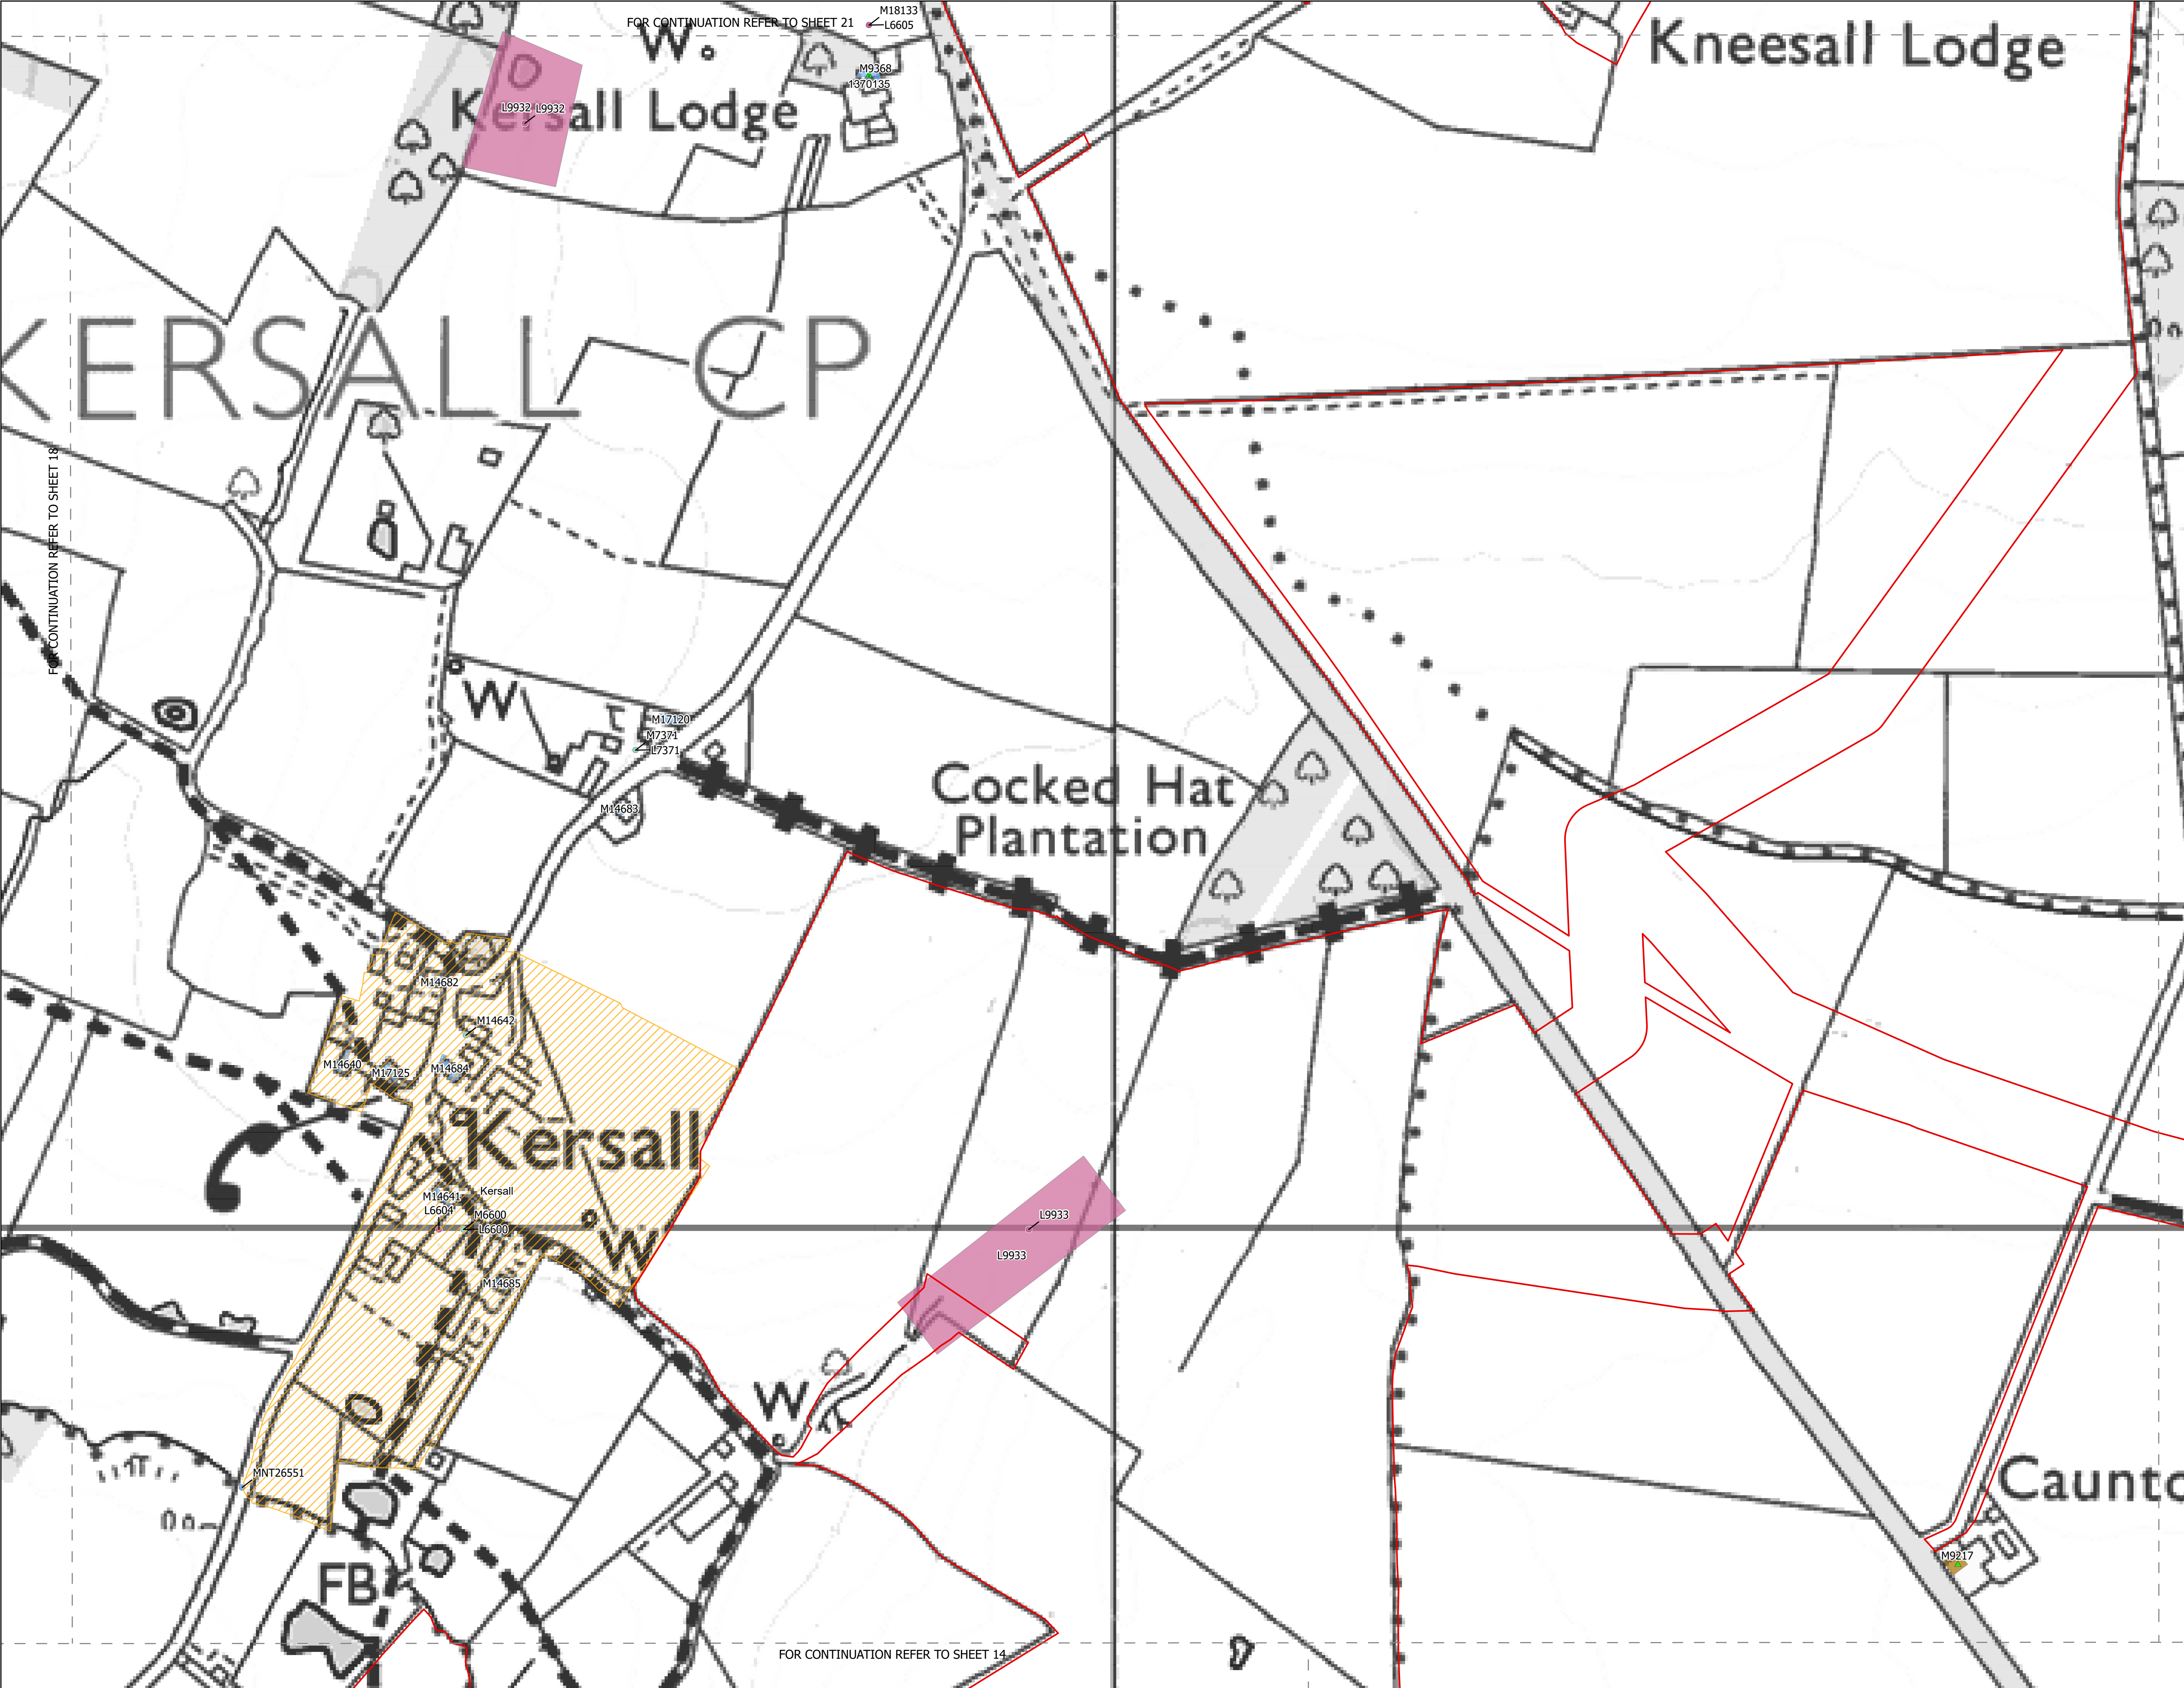 FOR CONTINUATION REFER TO SHEET 21
M18133
L6605
W
Kneesall Lodge
M9368
1370135
L9932 L9932
Kersall Lodge
KERSALL CP
FOR CONTINUATION REFER TO SHEET 18
W
M17120
M7371
L7371
M14683
Cocked Hat
Plantation
M14682
M14642
M14640
M17125
M14684
Kersall
M14641
Kersall
L6604
M6600
L6600
W
L9933
L9933
M14685
W
MNT26551
FB
M9217
FOR CONTINUATION REFER TO SHEET 14